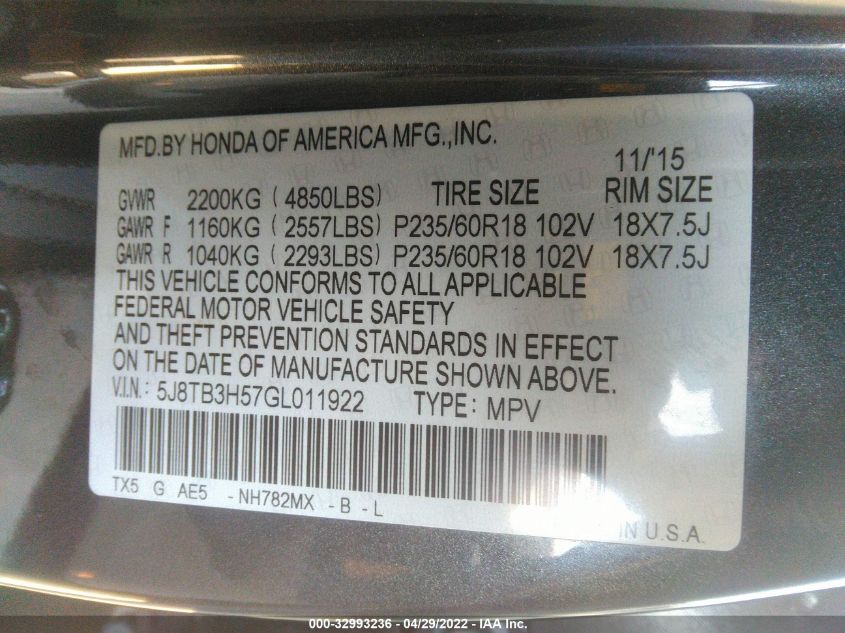 MFD.BY HONDA OF AMERICA MFG.,INC.
11/'15
GVWR 2200KG ( 4850LBS) TIRE SIZE RIM SIZE
GAWR F 1160KG ( 2557LBS) P235/60R18 102V 18X7.5J
GAWR R 1040KG ( 2293LBS) P235/60R18 102V 18X7.5J
THIS VEHICLE CONFORMS TO ALL APPLICABLE
FEDERAL MOTOR VEHICLE SAFETY
AND THEFT PREVENTION STANDARDS IN EFFECT
ON THE DATE OF MANUFACTURE SHOWN ABOVE.
V.I.N.: 5J8TB3H57GL011922 TYPE: MPV
TX5 G AE5 -NH782MX -B -L
IN U.S.A.
000-32993236 - 04/29/2022 - IAA Inc.